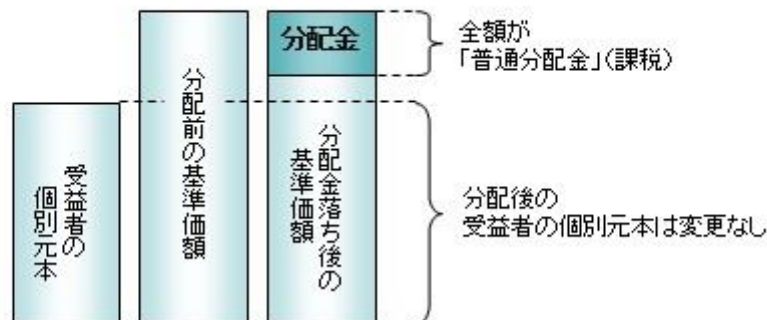 受益者の
個別元本
分配前の基準価額
分配金
分配金落ち後の
基準価額
全額が
「普通分配金」(課税)
分配後の
受益者の個別元本は変更なし